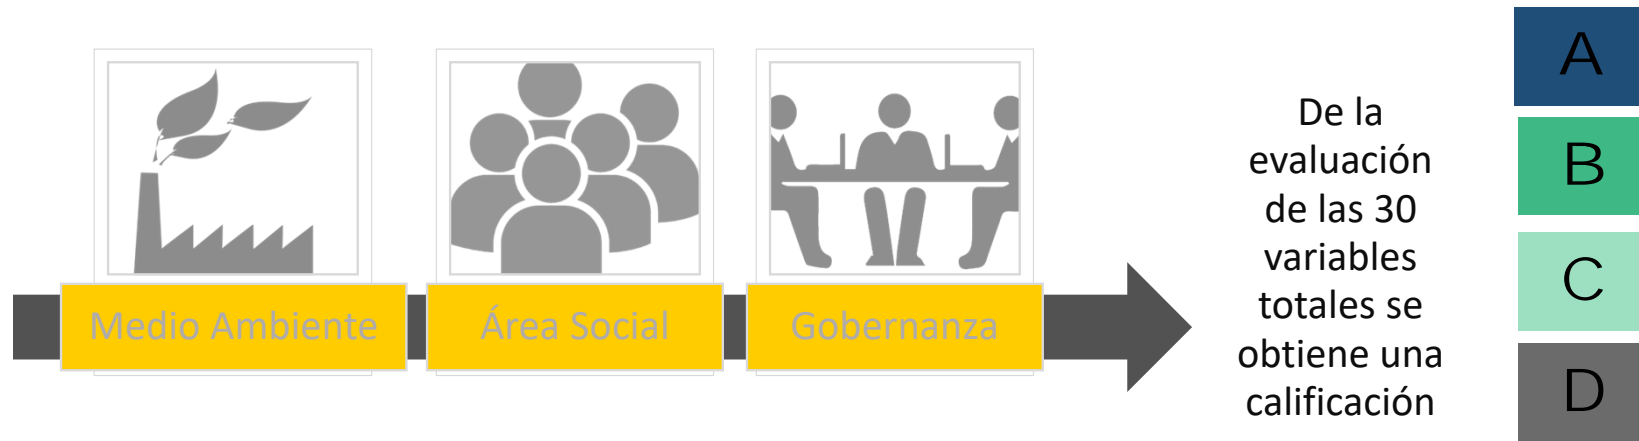 Medio Ambiente
Área Social
Gobernanza
De la
evaluación
de las 30
variables
totales se
obtiene una
calificación
A
B
C
D